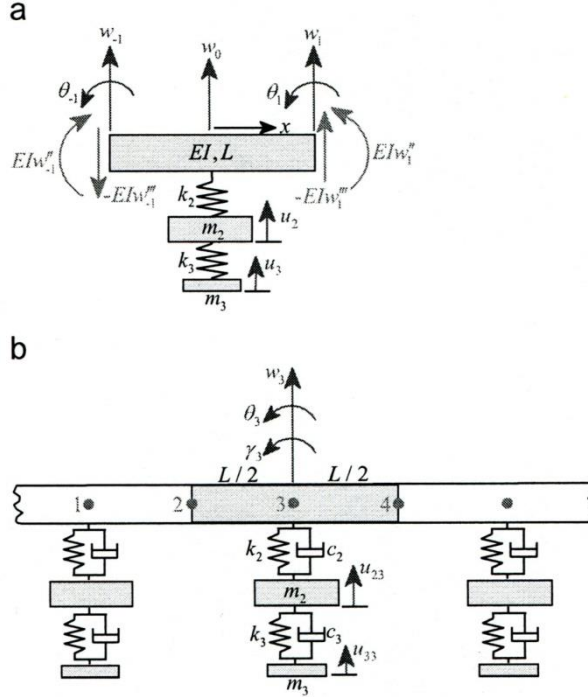 a
w₋₁ w₀ w₁
θ₋₁ θ₁
x
EIw″₋₁ EI, L EIw″₁
-EIw‴₋₁ -EIw‴₁
k₂
m₂ u₂
k₃ u₃
m₃
b
w₃
θ₃
γ₃
L / 2 L / 2
1 2 3 4
k₂ c₂
m₂ u₂₃
k₃ c₃
u₃₃
m₃